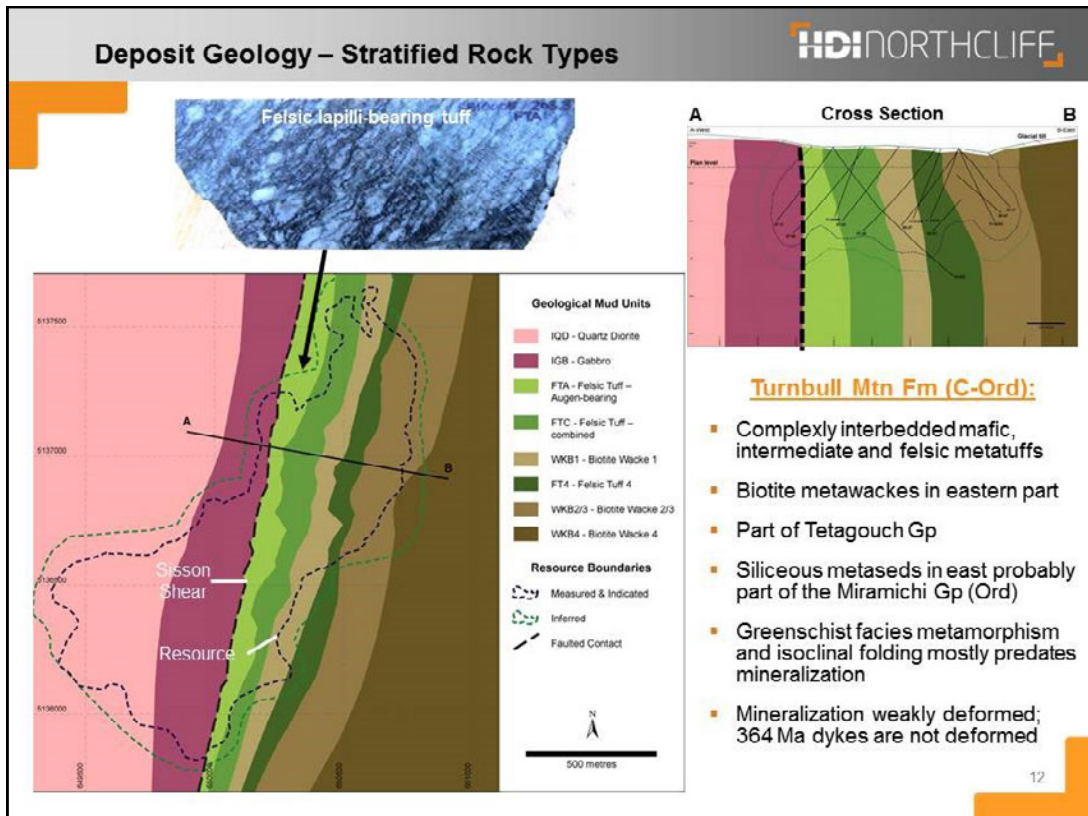 Deposit Geology – Stratified Rock Types
HDI NORTHCLIFF
Felsic lapilli-bearing tuff
FTA
A
Cross Section
B
Glacial till
Plan level
5137500
5137000
5136000
649500
A
B
Sisson
Shear
Resource
Geological Mud Units
IQD - Quartz Diorite
IGB - Gabbro
FTA - Felsic Tuff –
Augen-bearing
FTC - Felsic Tuff –
combined
WKB1 - Biotite Wacke 1
FT4 - Felsic Tuff 4
WKB2/3 - Biotite Wacke 2/3
WKB4 - Biotite Wacke 4
Resource Boundaries
Measured & Indicated
Inferred
Faulted Contact
N
500 metres
Turnbull Mtn Fm (C-Ord):
Complexly interbedded mafic,
intermediate and felsic metatuffs
Biotite metawackes in eastern part
Part of Tetagouch Gp
Siliceous metaseds in east probably
part of the Miramichi Gp (Ord)
Greenschist facies metamorphism
and isoclinal folding mostly predates
mineralization
Mineralization weakly deformed;
364 Ma dykes are not deformed
12